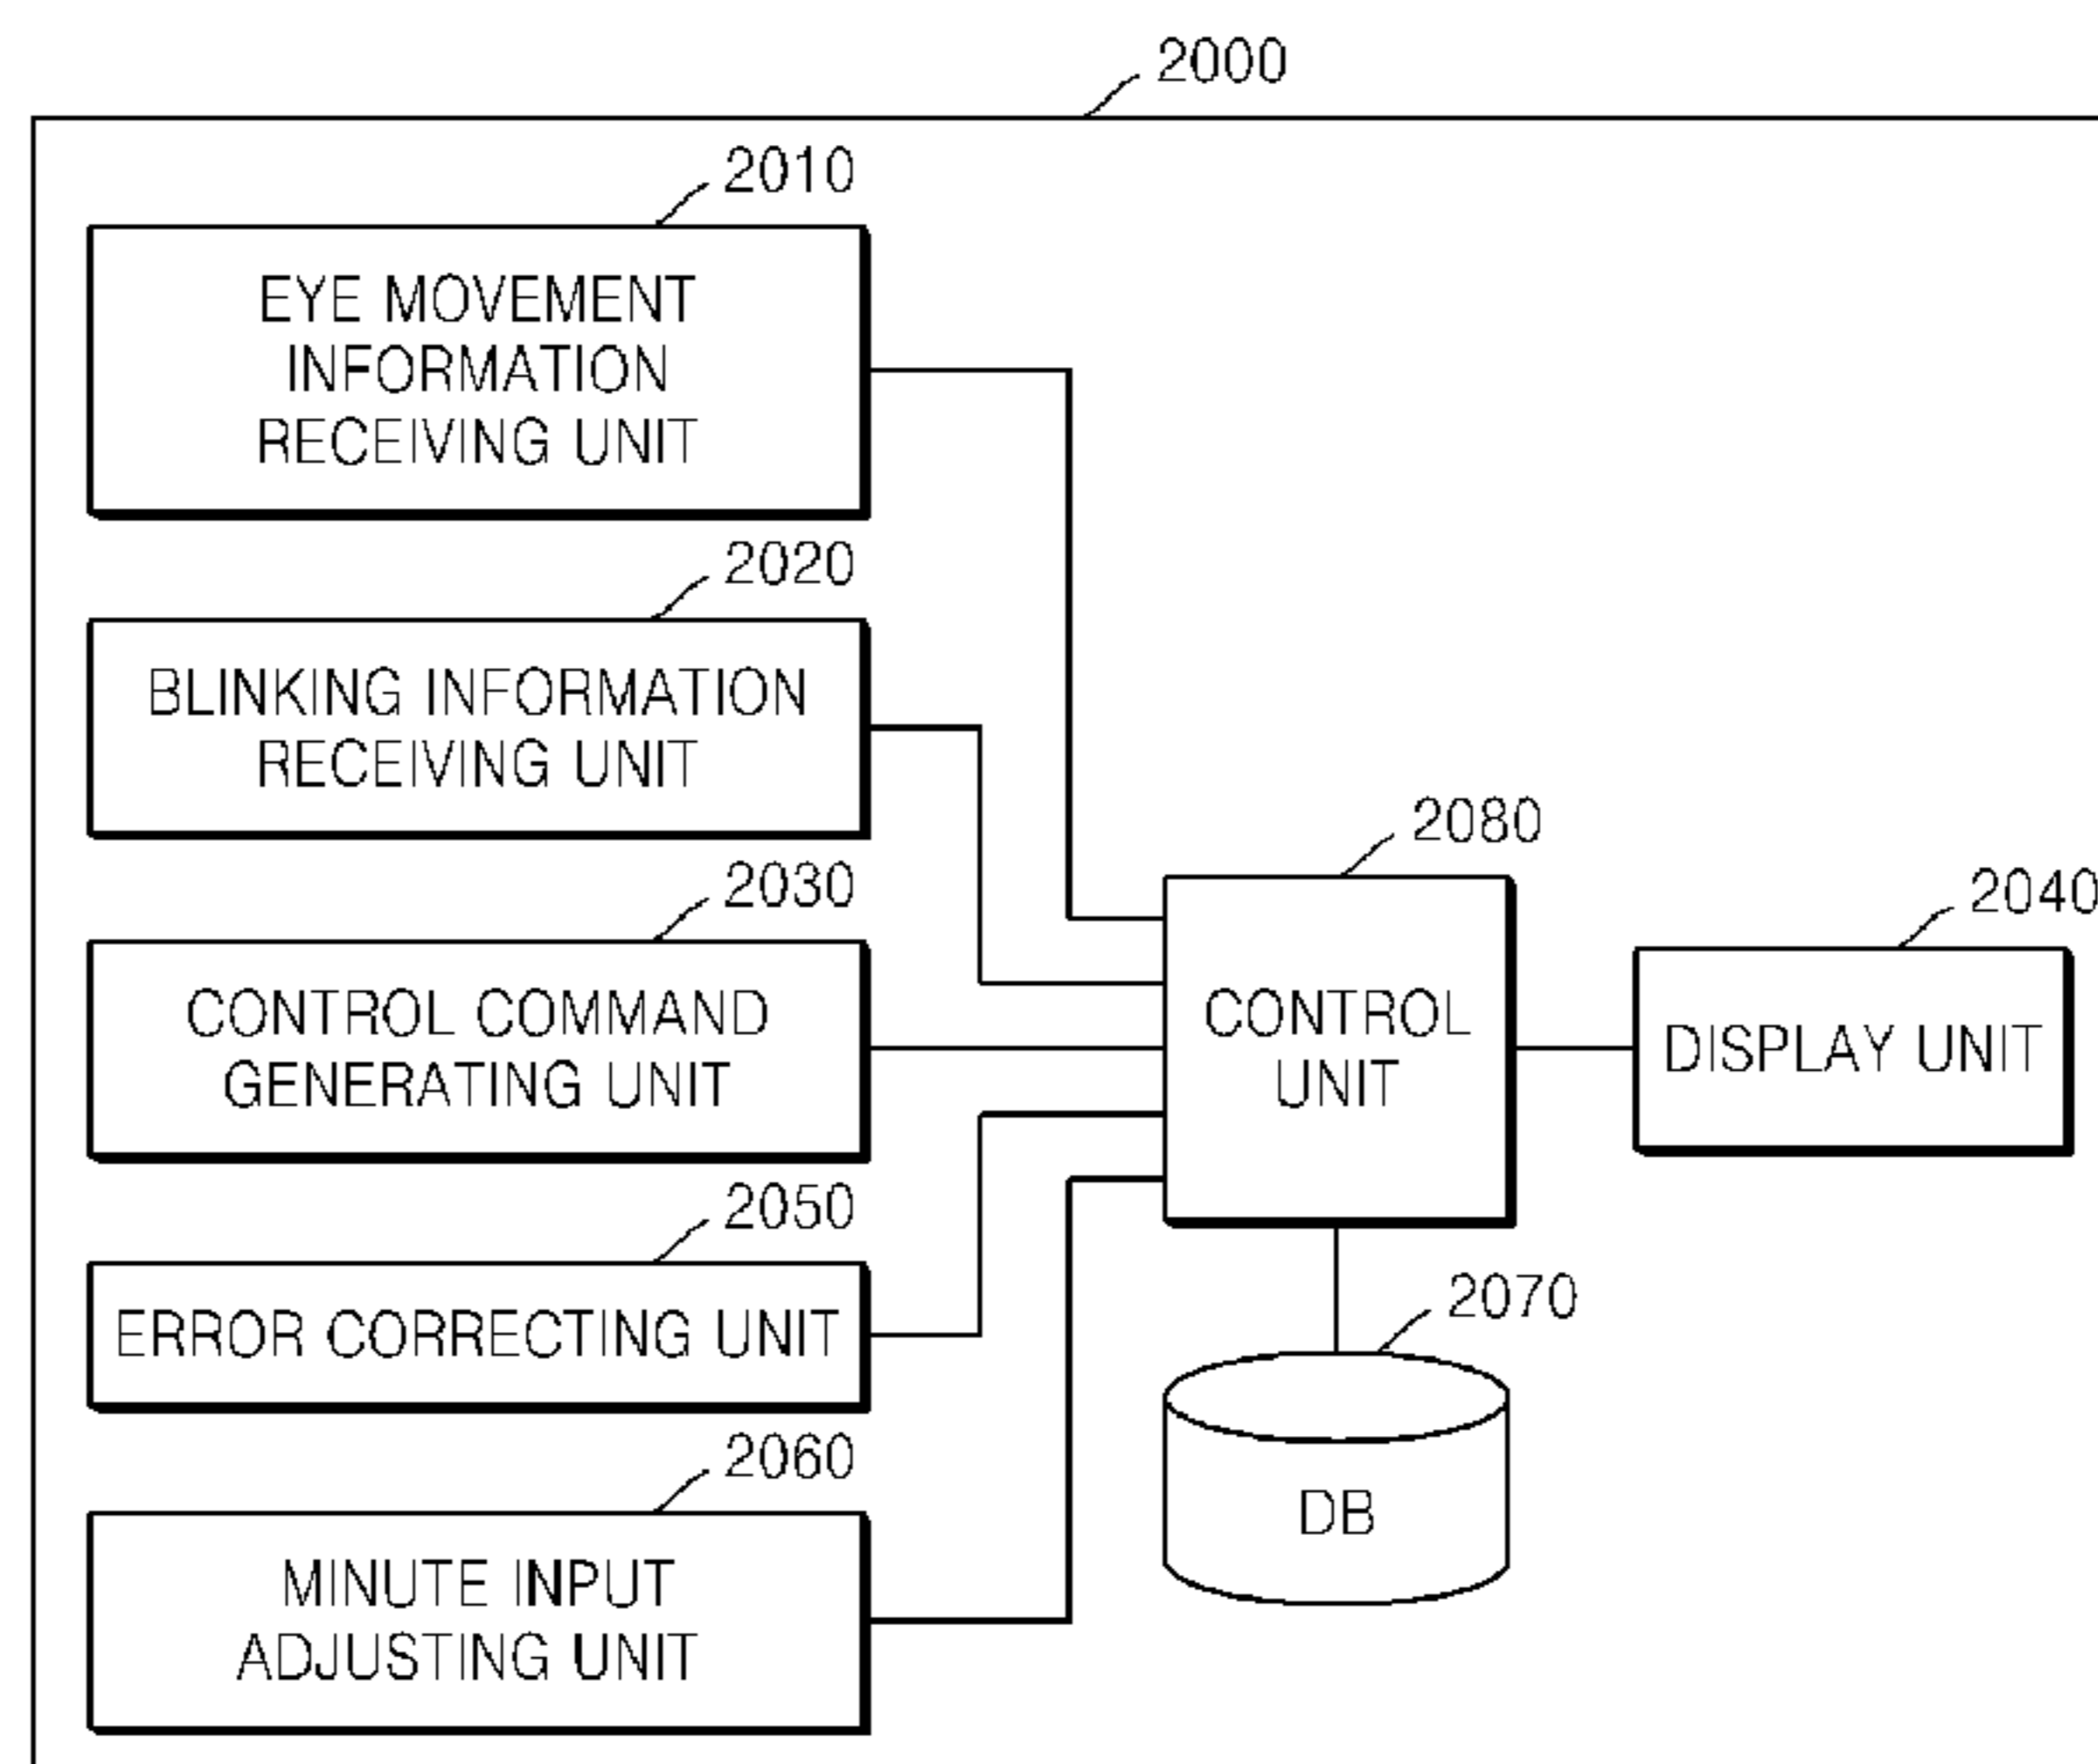 2000
2010
EYE MOVEMENT
INFORMATION
RECEIVING UNIT
2020
BLINKING INFORMATION
RECEIVING UNIT
2030
CONTROL COMMAND
GENERATING UNIT
2050
ERROR CORRECTING UNIT
2060
MINUTE INPUT
ADJUSTING UNIT
2080
CONTROL
UNIT
2040
DISPLAY UNIT
2070
DB